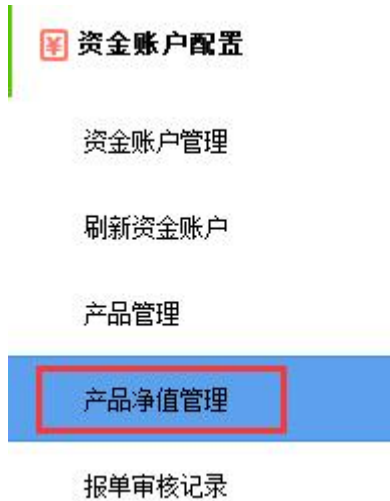 ¥ 资金账户配置
资金账户管理
刷新资金账户
产品管理
产品净值管理
报单审核记录